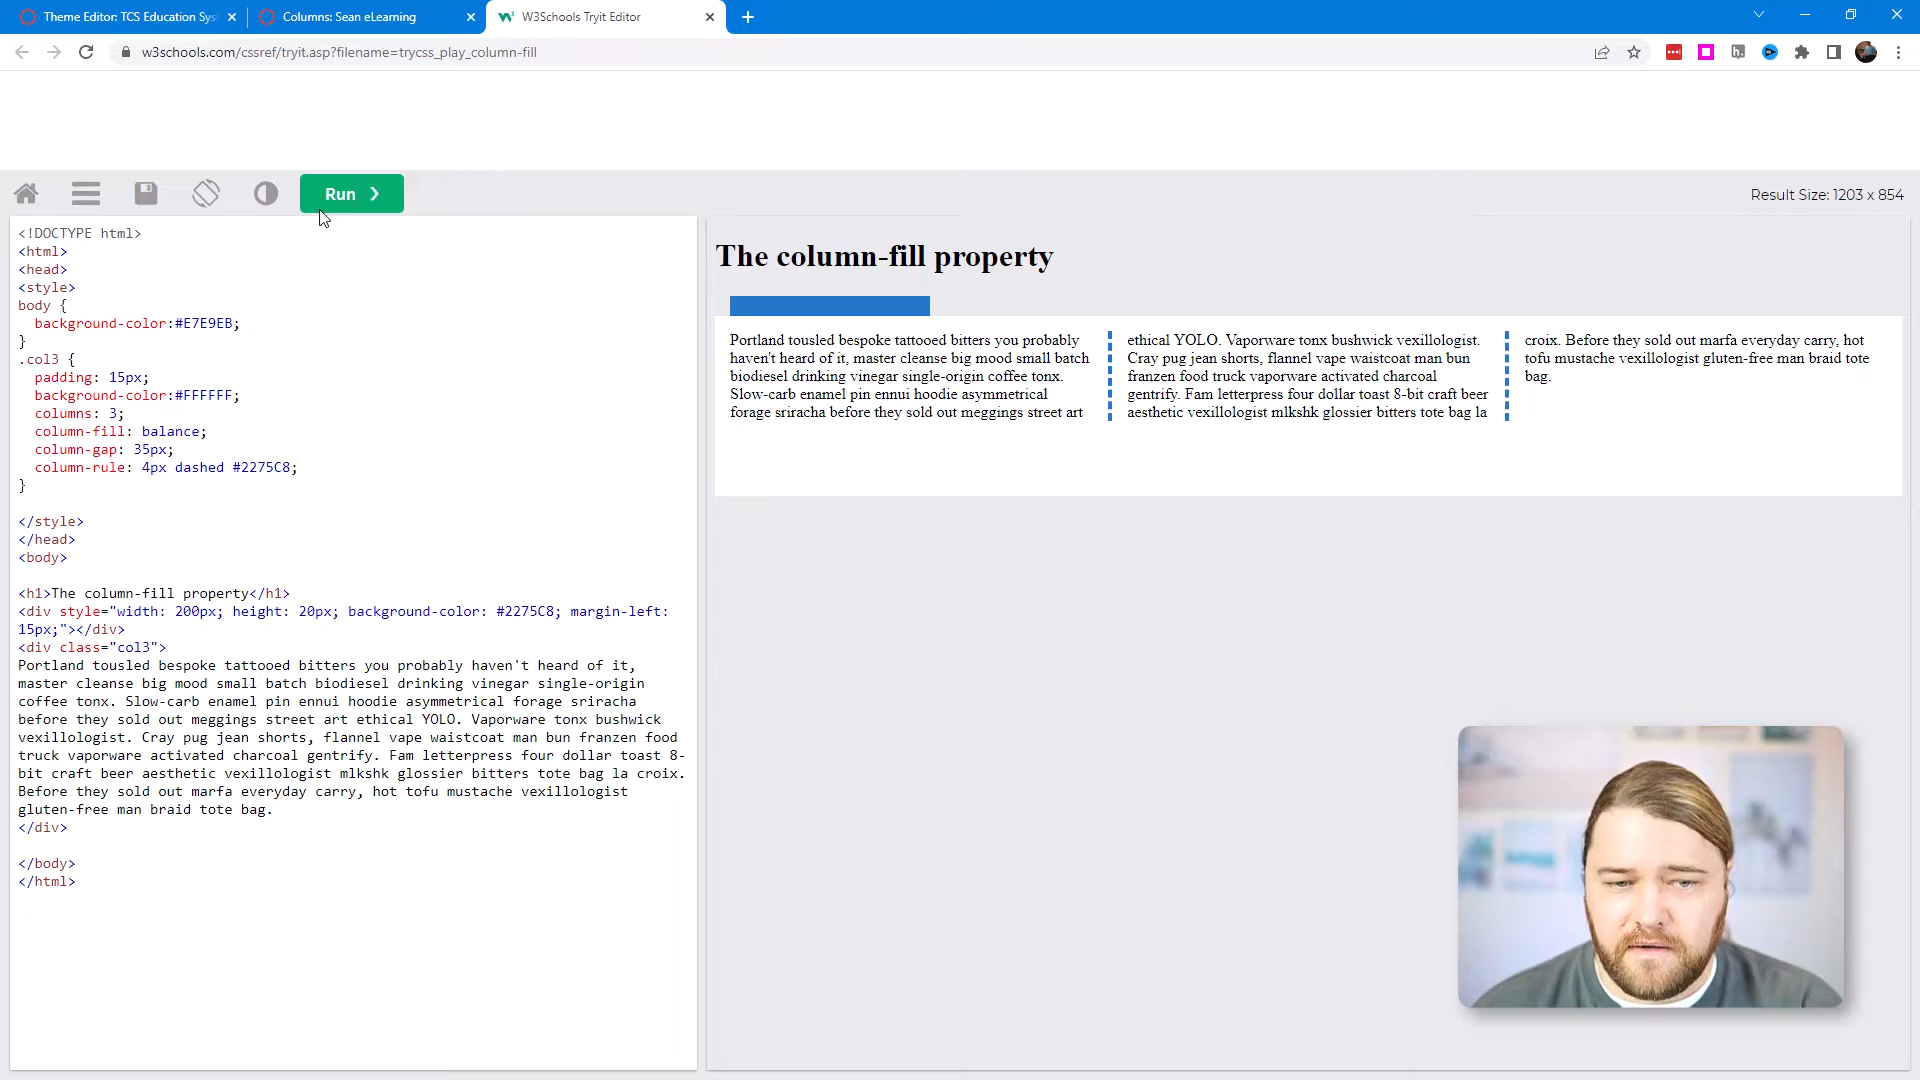 Theme Editor: TCS Education Sys
Columns: Sean eLearning
W3Schools Tryit Editor
w3schools.com/cssref/tryit.asp?filename=trycss_play_column-fill
Run ❯
Result Size: 1203 x 854
<!DOCTYPE html>
<html>
<head>
<style>
body {
  background-color:#E7E9EB;
}
.col3 {
  padding: 15px;
  background-color:#FFFFFF;
  columns: 3;
  column-fill: balance;
  column-gap: 35px;
  column-rule: 4px dashed #2275C8;
}
</style>
</head>
<body>
<h1>The column-fill property</h1>
<div style="width: 200px; height: 20px; background-color: #2275C8; margin-left:
15px;"></div>
<div class="col3">
Portland tousled bespoke tattooed bitters you probably haven't heard of it,
master cleanse big mood small batch biodiesel drinking vinegar single-origin
coffee tonx. Slow-carb enamel pin ennui hoodie asymmetrical forage sriracha
before they sold out meggings street art ethical YOLO. Vaporware tonx bushwick
vexillologist. Cray pug jean shorts, flannel vape waistcoat man bun franzen food
truck vaporware activated charcoal gentrify. Fam letterpress four dollar toast 8-
bit craft beer aesthetic vexillologist mlkshk glossier bitters tote bag la croix.
Before they sold out marfa everyday carry, hot tofu mustache vexillologist
gluten-free man braid tote bag.
</div>
</body>
</html>
The column-fill property
Portland tousled bespoke tattooed bitters you probably
haven't heard of it, master cleanse big mood small batch
biodiesel drinking vinegar single-origin coffee tonx.
Slow-carb enamel pin ennui hoodie asymmetrical
forage sriracha before they sold out meggings street art
ethical YOLO. Vaporware tonx bushwick vexillologist.
Cray pug jean shorts, flannel vape waistcoat man bun
franzen food truck vaporware activated charcoal
gentrify. Fam letterpress four dollar toast 8-bit craft beer
aesthetic vexillologist mlkshk glossier bitters tote bag la
croix. Before they sold out marfa everyday carry, hot
tofu mustache vexillologist gluten-free man braid tote
bag.